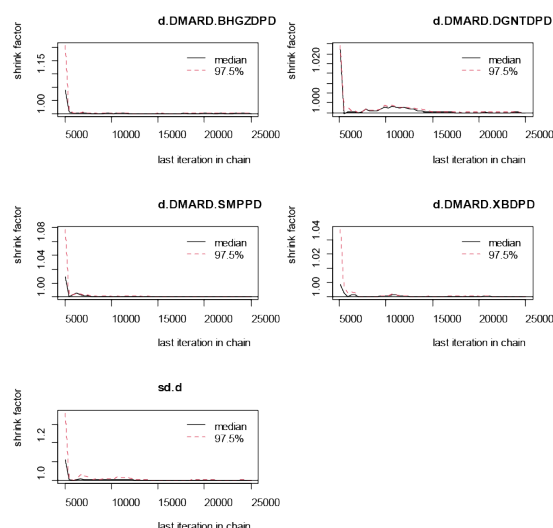 d.DMARD.BHGZDPD
shrink factor
1.00 1.15
median
97.5%
5000 10000 15000 20000 25000
last iteration in chain
d.DMARD.DGNTDPD
shrink factor
1.000 1.020
median
97.5%
5000 10000 15000 20000 25000
last iteration in chain
d.DMARD.SMPPD
shrink factor
1.00 1.04 1.08
median
97.5%
5000 10000 15000 20000 25000
last iteration in chain
d.DMARD.XBDPD
shrink factor
1.00 1.02 1.04
median
97.5%
5000 10000 15000 20000 25000
last iteration in chain
sd.d
shrink factor
1.0 1.2
median
97.5%
5000 10000 15000 20000 25000
last iteration in chain